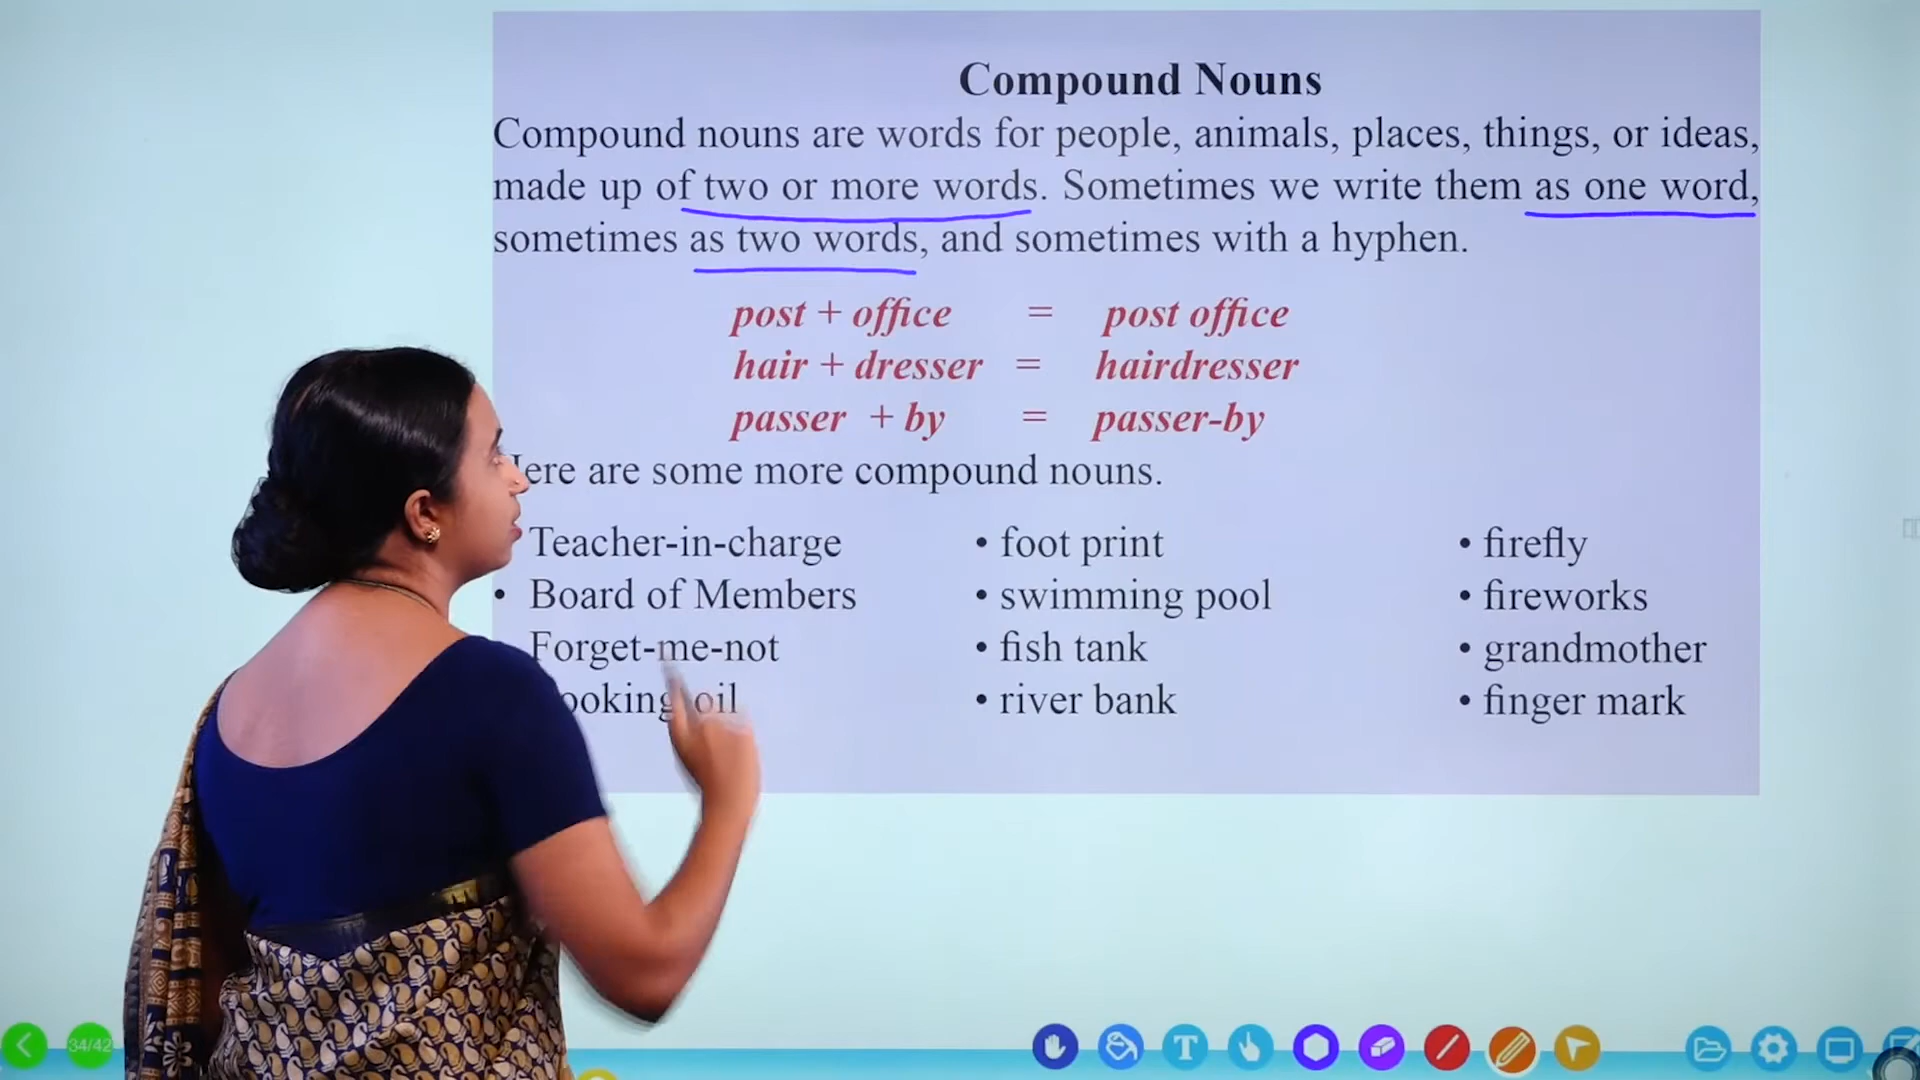 Compound Nouns
Compound nouns are words for people, animals, places, things, or ideas,
made up of two or more words. Sometimes we write them as one word,
sometimes as two words, and sometimes with a hyphen.
post + office = post office
hair + dresser = hairdresser
passer + by = passer-by
are some more compound nouns.
Teacher-in-charge • foot print • firefly
• Board of Members • swimming pool • fireworks
Forget-me-not • fish tank • grandmother
oil • river bank • finger mark
34/42
T